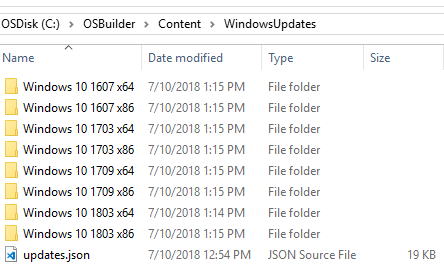 OSDisk (C:) > OSBuilder > Content > WindowsUpdates
Name Date modified Type Size
Windows 10 1607 x64 7/10/2018 1:15 PM File folder
Windows 10 1607 x86 7/10/2018 1:15 PM File folder
Windows 10 1703 x64 7/10/2018 1:15 PM File folder
Windows 10 1703 x86 7/10/2018 1:15 PM File folder
Windows 10 1709 x64 7/10/2018 1:15 PM File folder
Windows 10 1709 x86 7/10/2018 1:15 PM File folder
Windows 10 1803 x64 7/10/2018 1:14 PM File folder
Windows 10 1803 x86 7/10/2018 1:15 PM File folder
updates.json 7/10/2018 12:54 PM JSON Source File 19 KB